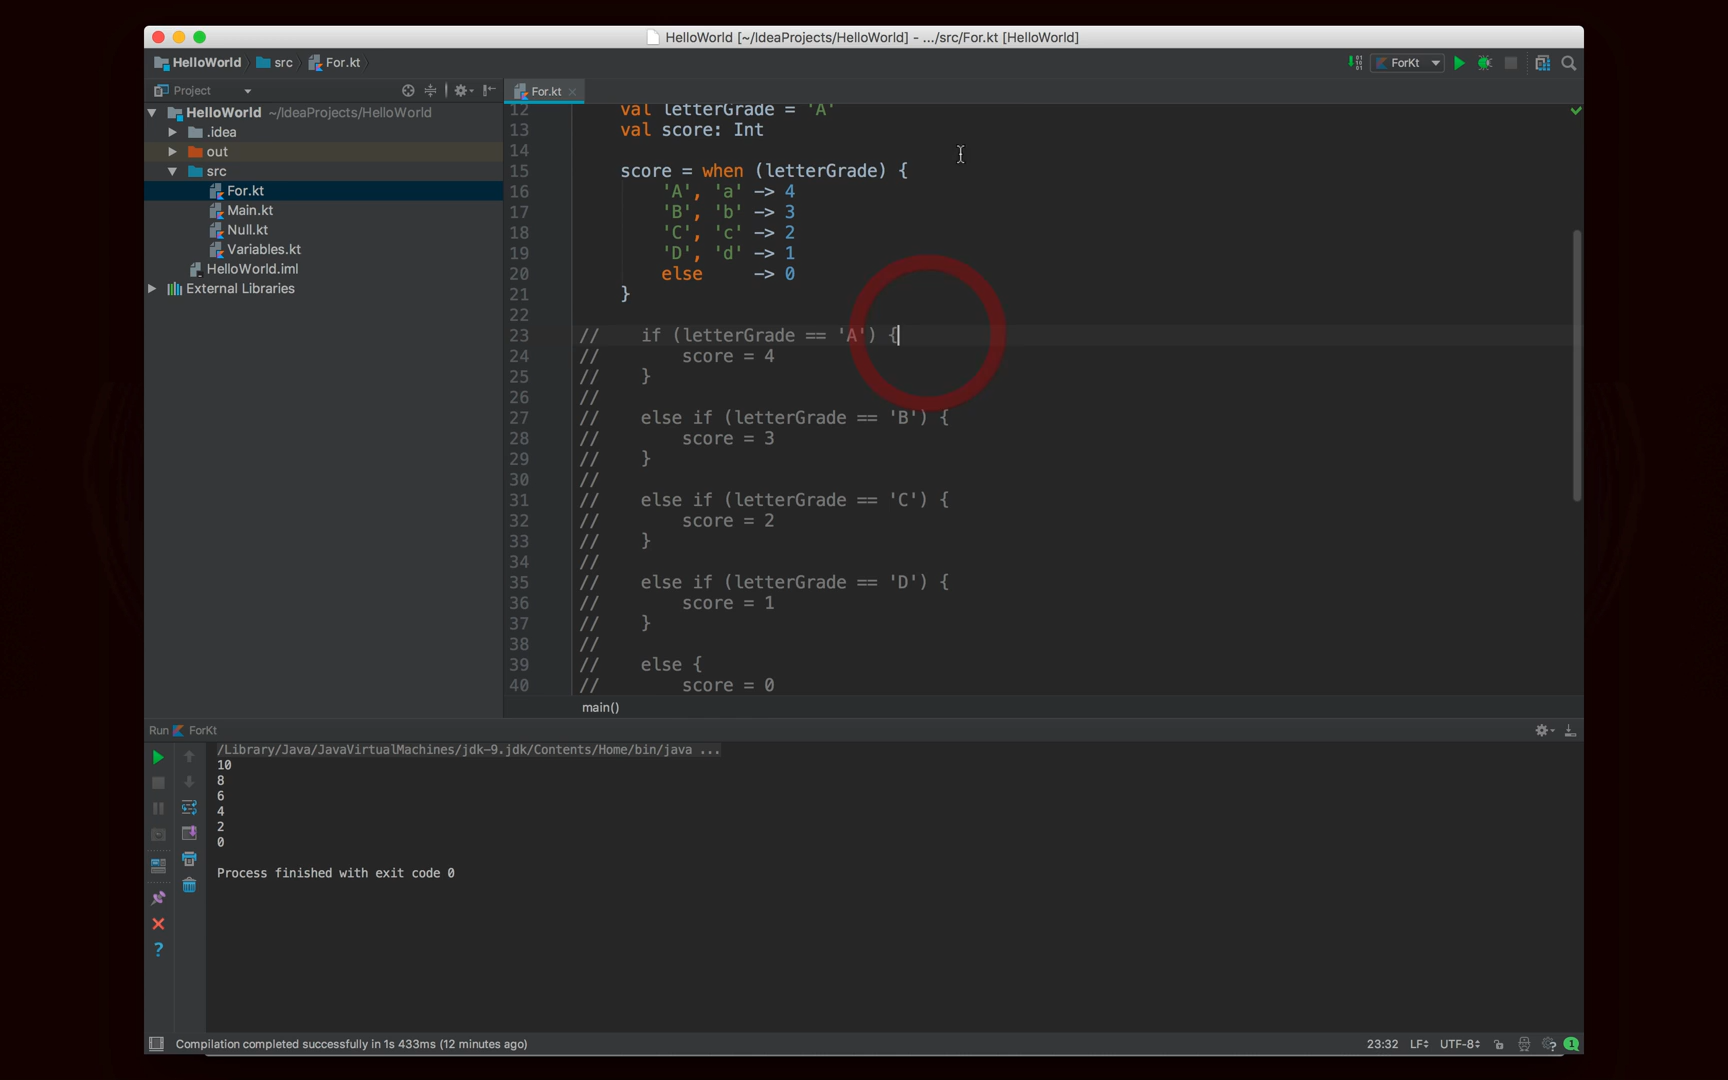 HelloWorld [~/IdeaProjects/HelloWorld] - .../src/For.kt [HelloWorld]
HelloWorld src For.kt
ForKt
Project
For.kt
HelloWorld ~/IdeaProjects/HelloWorld
.idea
out
src
For.kt
Main.kt
Null.kt
Variables.kt
HelloWorld.iml
External Libraries
12 val letterGrade = 'A'
13 val score: Int
14
15 score = when (letterGrade) {
16 'A', 'a' -> 4
17 'B', 'b' -> 3
18 'C', 'c' -> 2
19 'D', 'd' -> 1
20 else -> 0
21 }
22
23 // if (letterGrade == 'A') {
24 // score = 4
25 // }
26 //
27 // else if (letterGrade == 'B') {
28 // score = 3
29 // }
30 //
31 // else if (letterGrade == 'C') {
32 // score = 2
33 // }
34 //
35 // else if (letterGrade == 'D') {
36 // score = 1
37 // }
38 //
39 // else {
40 // score = 0
main()
Run ForKt
/Library/Java/JavaVirtualMachines/jdk-9.jdk/Contents/Home/bin/java ...
10
8
6
4
2
0
Process finished with exit code 0
Compilation completed successfully in 1s 433ms (12 minutes ago)
23:32 LF UTF-8 1